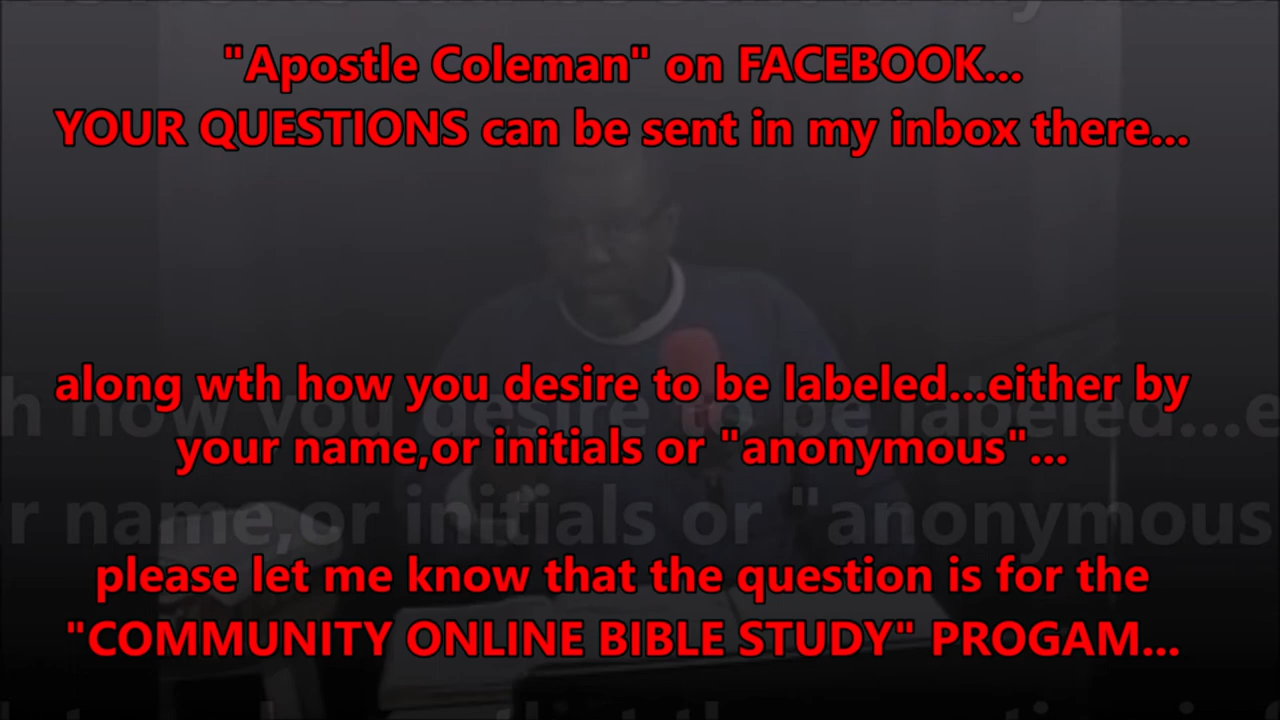 "Apostle Coleman" on FACEBOOK...
YOUR QUESTIONS can be sent in my inbox there...
along wth how you desire to be labeled...either by
your name,or initials or "anonymous"...
please let me know that the question is for the
"COMMUNITY ONLINE BIBLE STUDY" PROGAM...